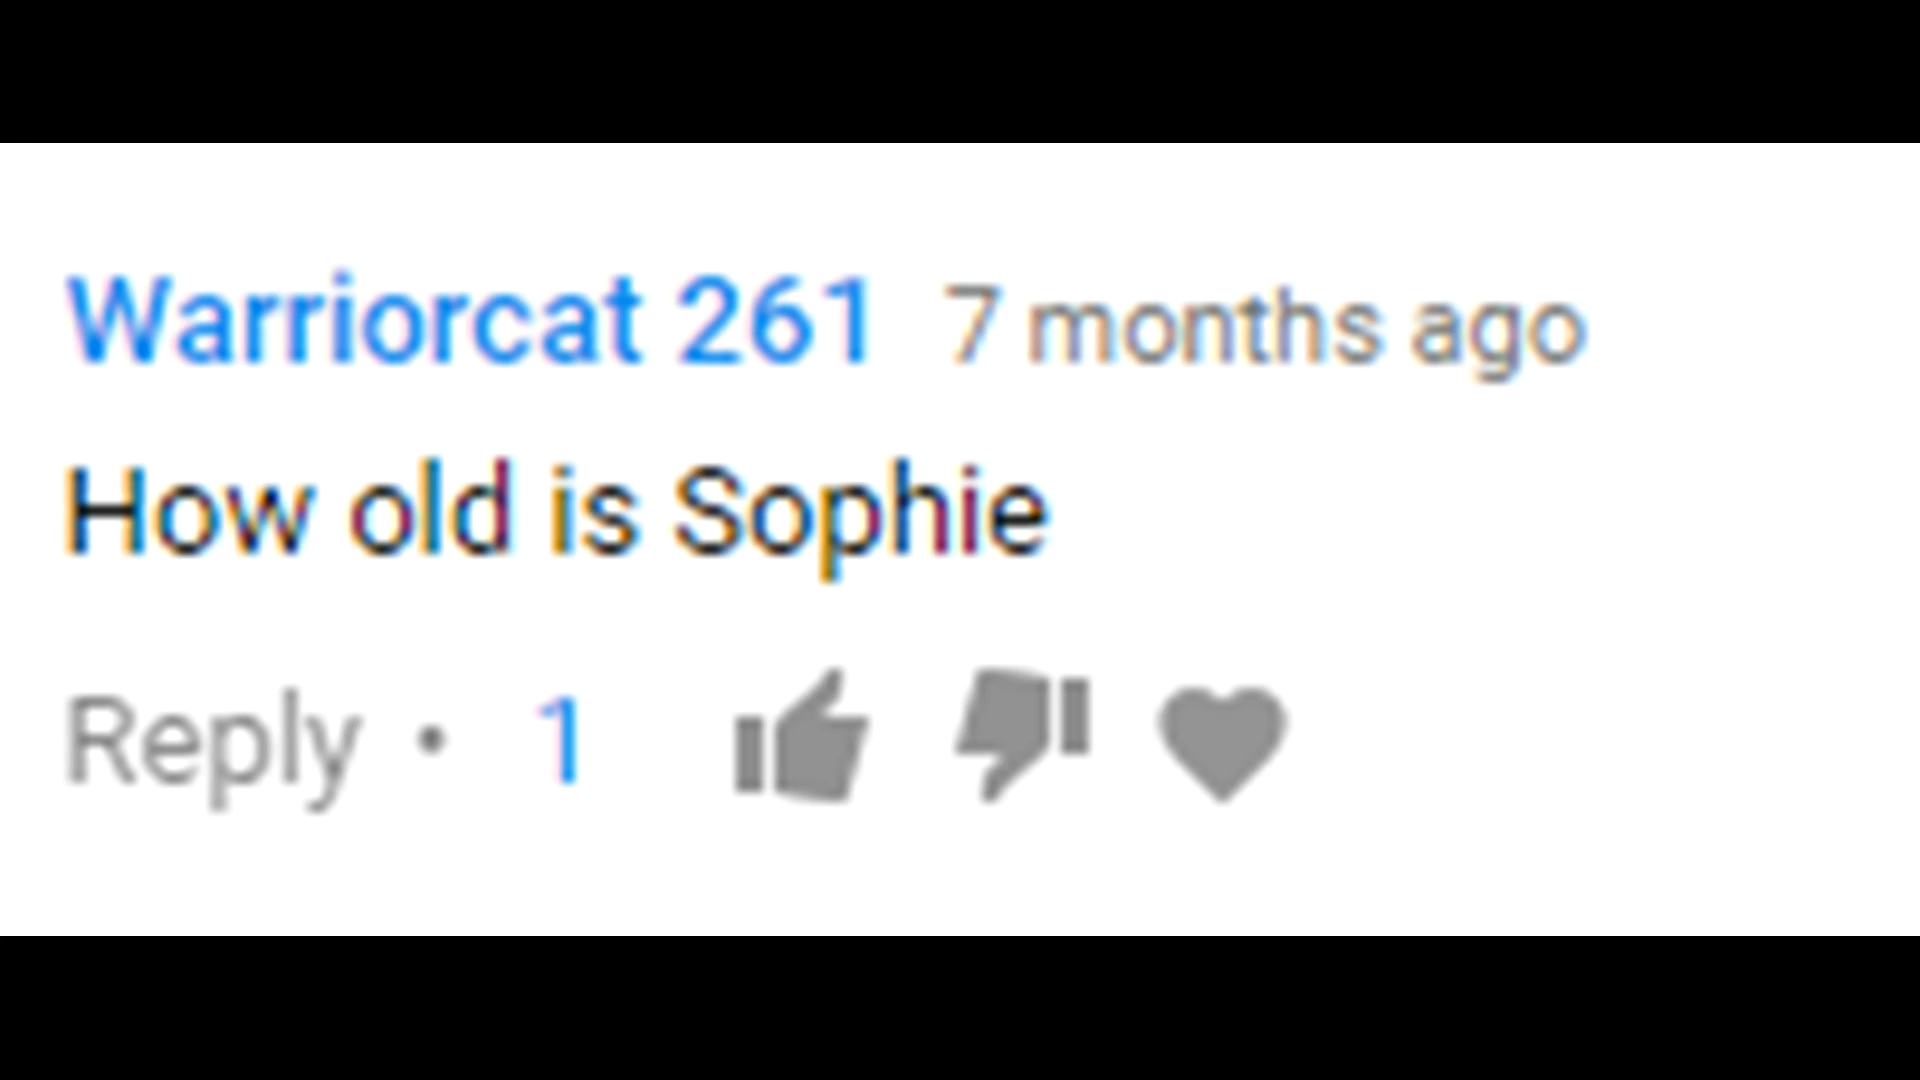 Warriorcat 261 7 months ago
How old is Sophie
Reply • 1